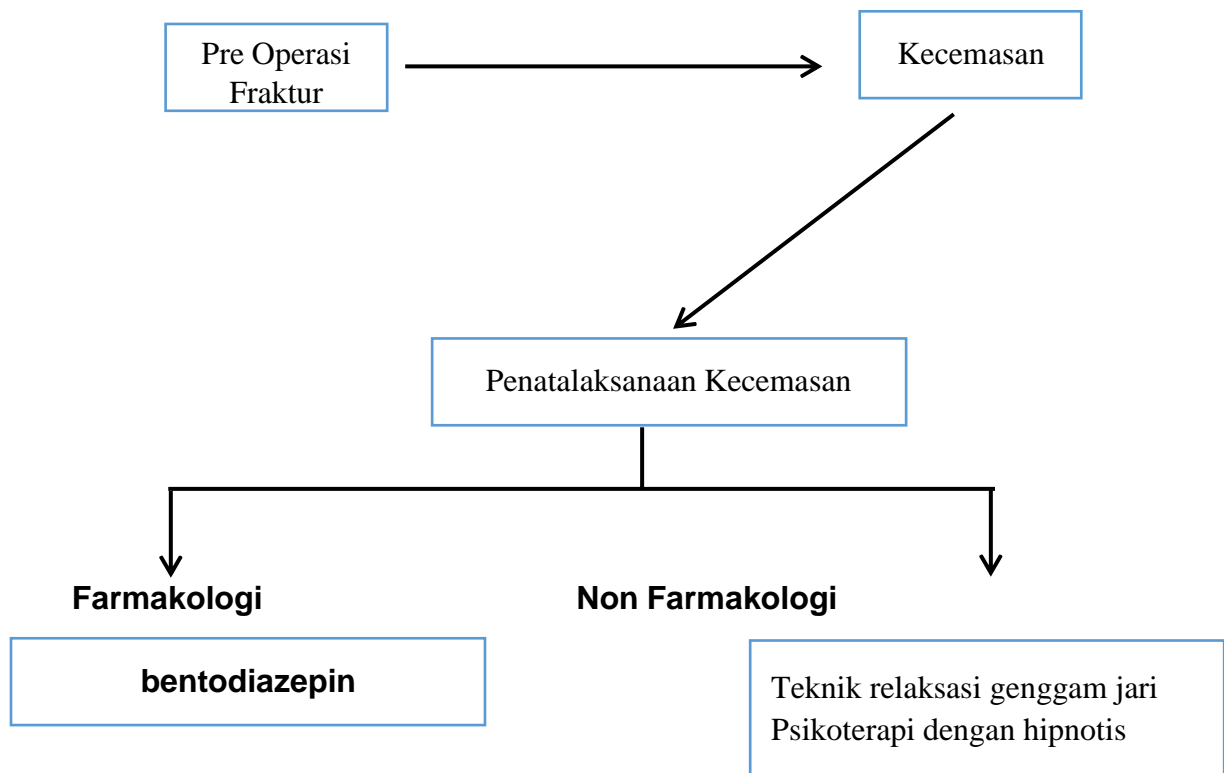 Pre Operasi
Fraktur
Kecemasan
Penatalaksanaan Kecemasan
Farmakologi
Non Farmakologi
bentodiazepin
Teknik relaksasi genggam jari
Psikoterapi dengan hipnotis